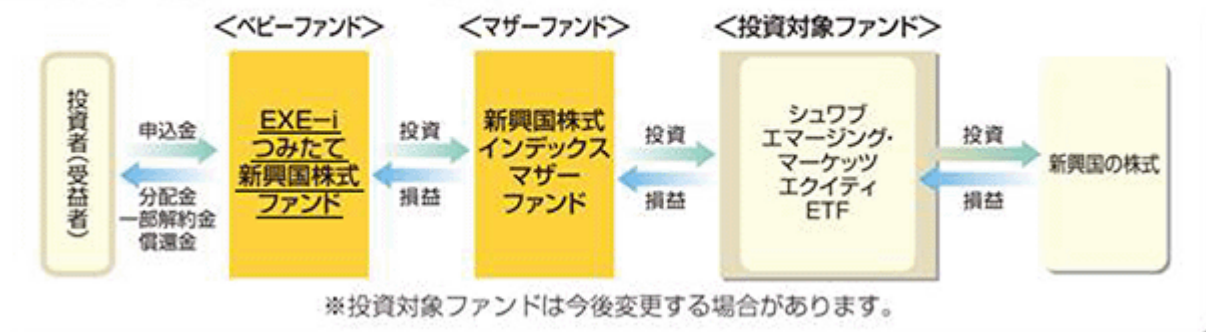 ＜ベビーファンド＞
＜マザーファンド＞
＜投資対象ファンド＞
投資者(受益者)
申込金
分配金
一部解約金
償還金
EXE-i
つみたて
新興国株式
ファンド
投資
損益
新興国株式
インデックス
マザー
ファンド
投資
損益
シュワブ
エマージング・
マーケッツ
エクイティ
ETF
投資
損益
新興国の株式
※投資対象ファンドは今後変更する場合があります。